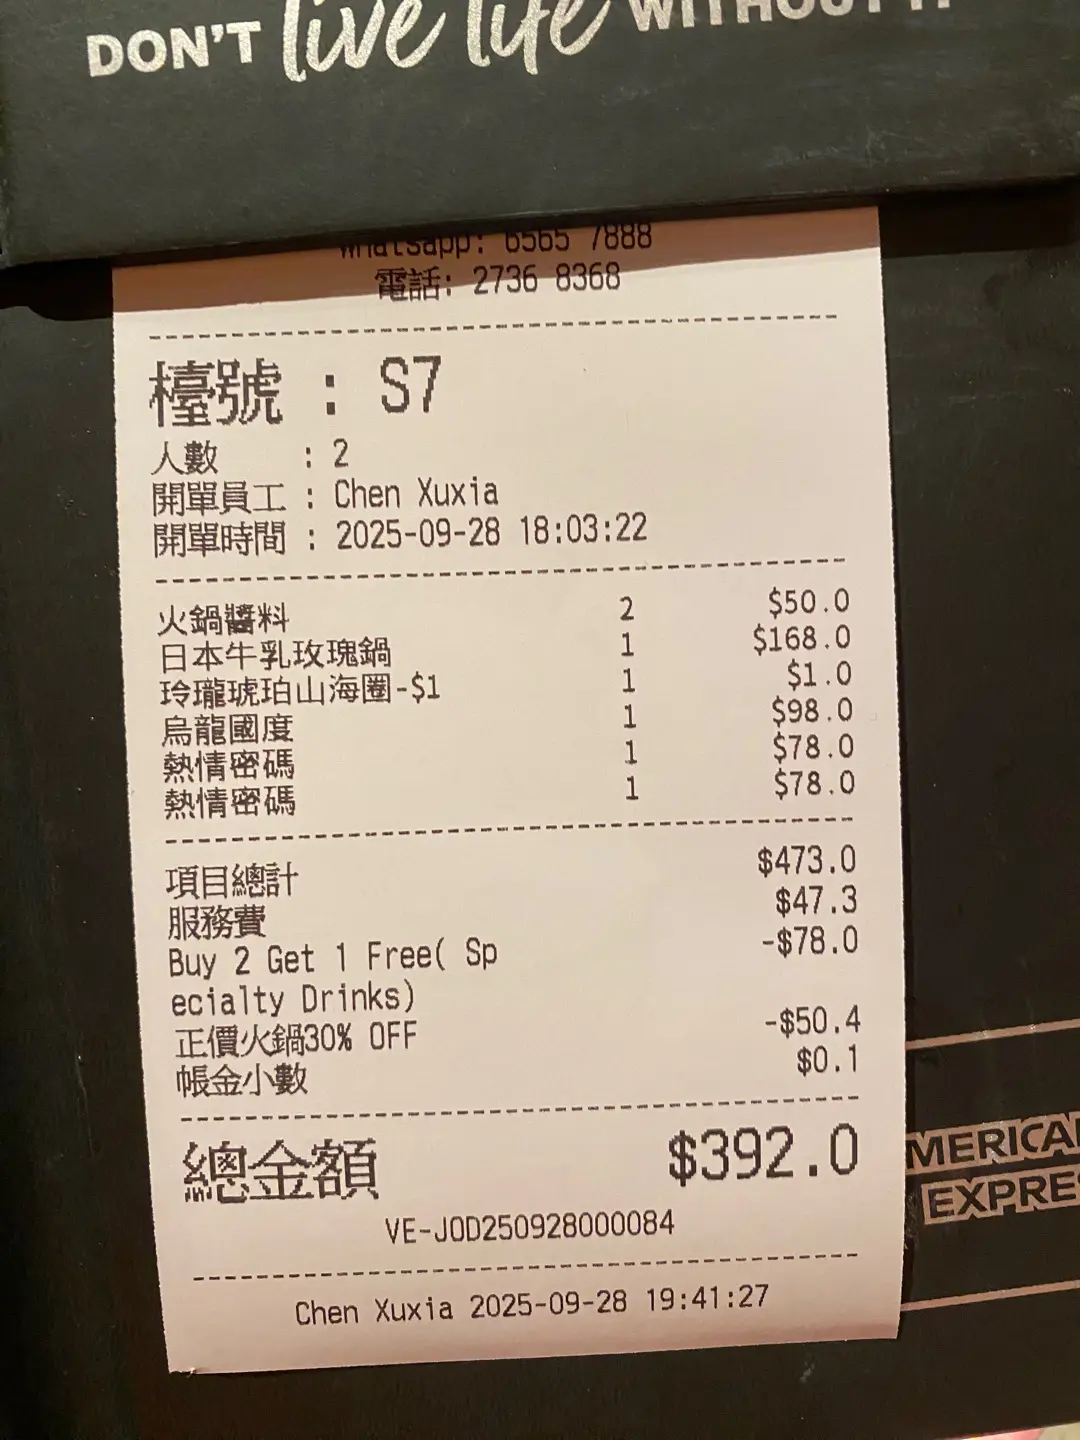 DON'T live life WITHOUT IT
Whatsapp: 6565 7888
電話: 2736 8368
檯號 : S7
人數 : 2
開單員工 : Chen Xuxia
開單時間 : 2025-09-28 18:03:22
火鍋醬料 2 $50.0
日本牛乳玫瑰鍋 1 $168.0
玲瓏琥珀山海圈-$1 1 $1.0
烏龍國度 1 $98.0
熱情密碼 1 $78.0
熱情密碼 1 $78.0
項目總計 $473.0
服務費 $47.3
Buy 2 Get 1 Free( Sp -$78.0
ecialty Drinks)
正價火鍋30% OFF -$50.4
帳金小數 $0.1
總金額 $392.0
VE-JOD250928000084
Chen Xuxia 2025-09-28 19:41:27
MERICA
EXPRE